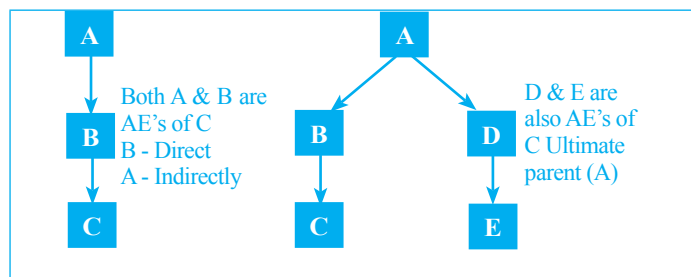 A
A
Both A & B are
AE's of C
B - Direct
A - Indirectly
D & E are
also AE's of
C Ultimate
parent (A)
B
B
D
C
C
E